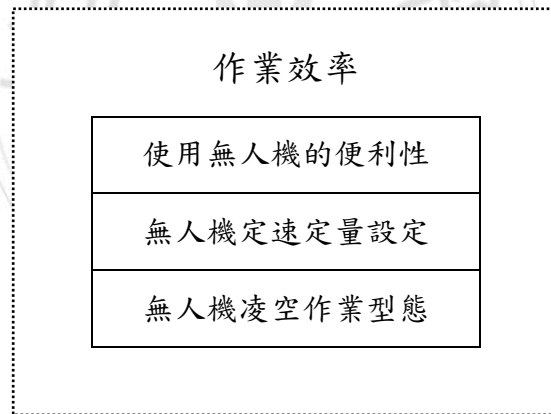 作業效率
使用無人機的便利性
無人機定速定量設定
無人機凌空作業型態